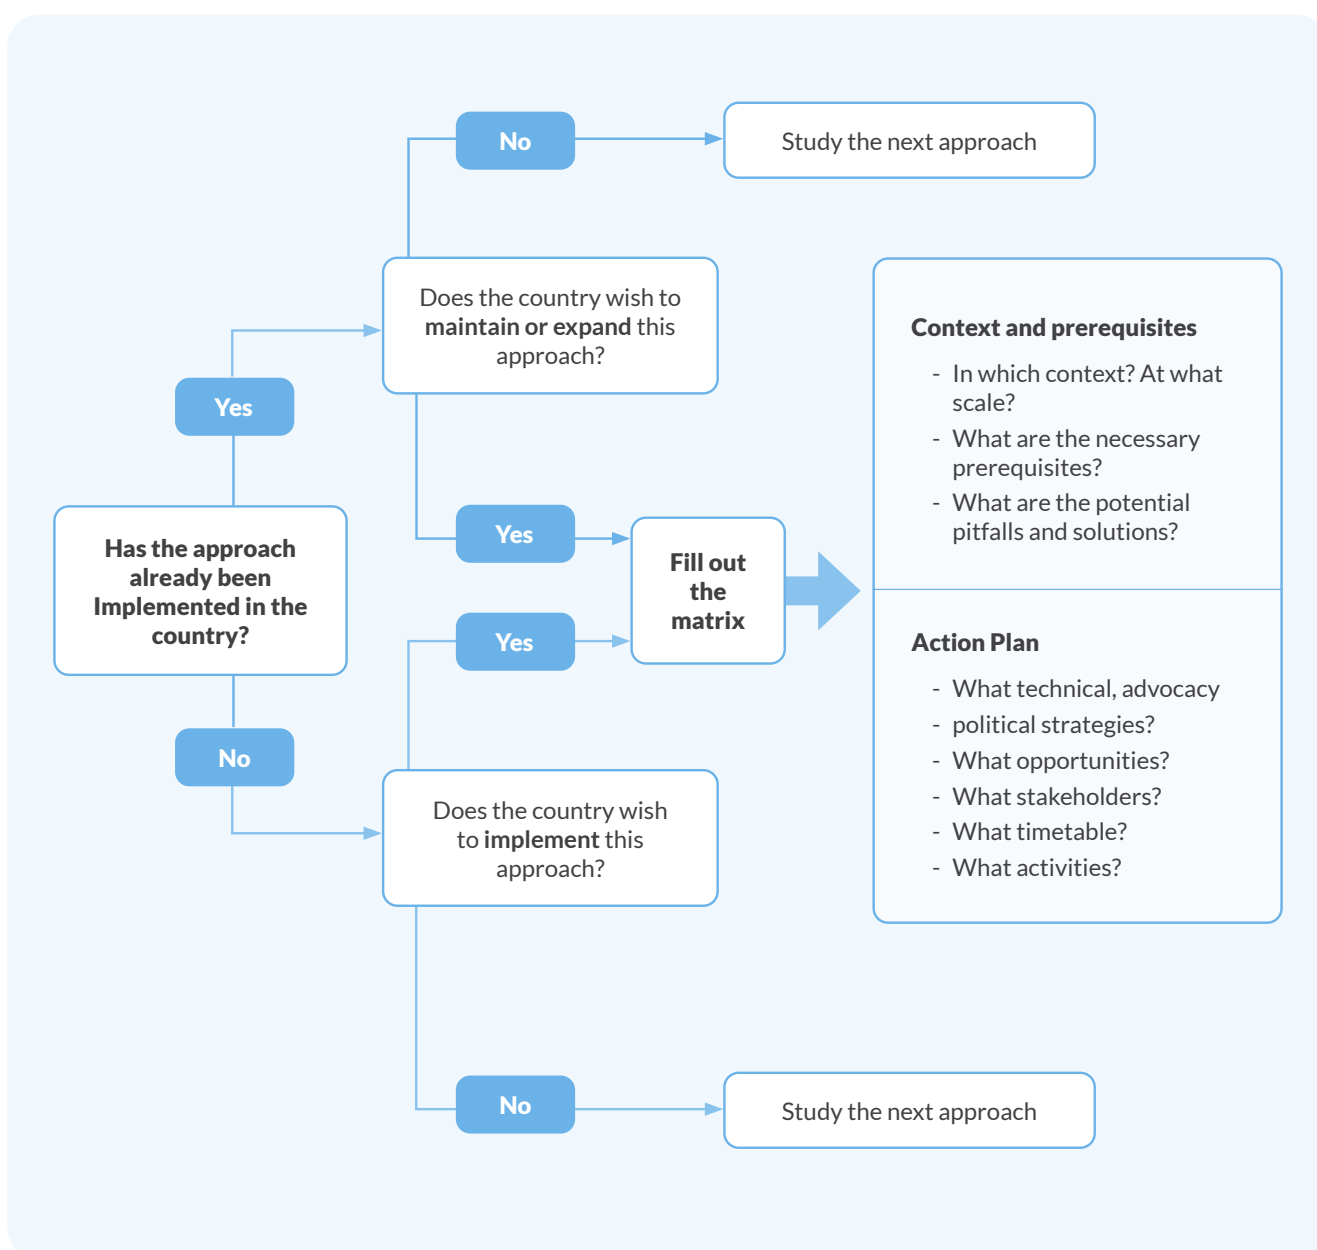 No
Study the next approach
Does the country wish to
maintain or expand this
approach?
Yes
Has the approach
already been
Implemented in the
country?
Yes
Fill out
the
matrix
Yes
No
Does the country wish
to implement this
approach?
No
Study the next approach
Context and prerequisites
- In which context? At what
scale?
- What are the necessary
prerequisites?
- What are the potential
pitfalls and solutions?
Action Plan
- What technical, advocacy
- political strategies?
- What opportunities?
- What stakeholders?
- What timetable?
- What activities?